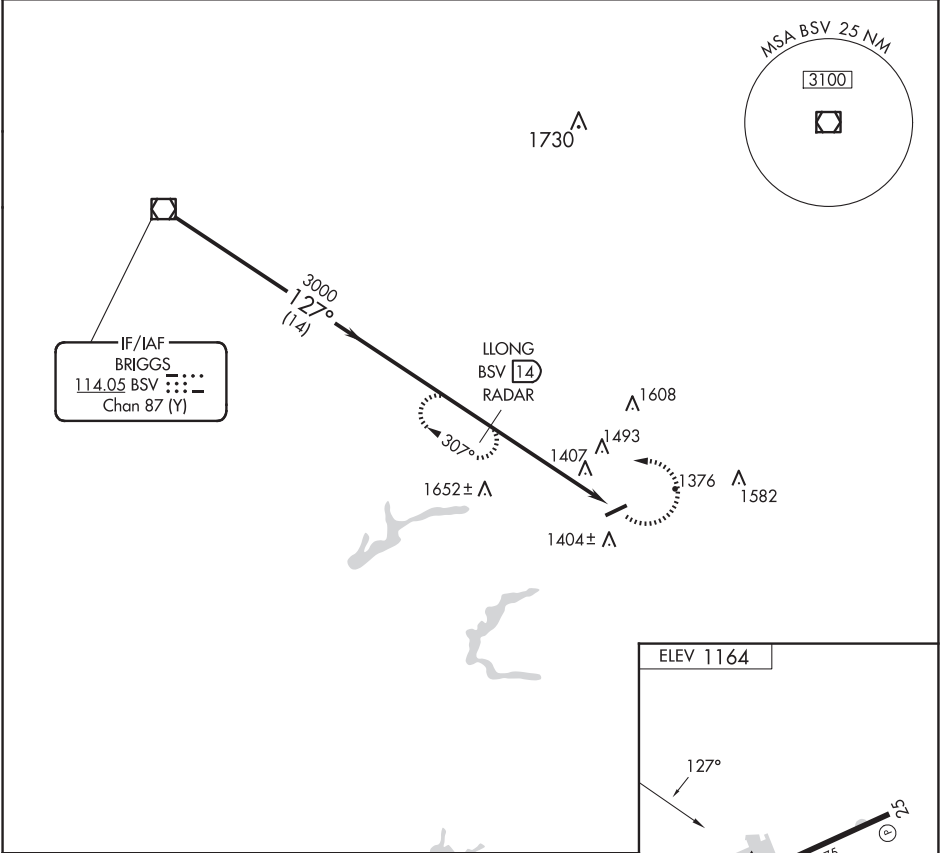 MSA BSV 25 NM
3100
1730
3000
127°
(14)
IF/IAF
BRIGGS
114.05 BSV
Chan 87 (Y)
LLONG
BSV 14
RADAR
307°
1608
1493
1407
1376
1582
1652±
1404±
ELEV 1164
127°
25
P